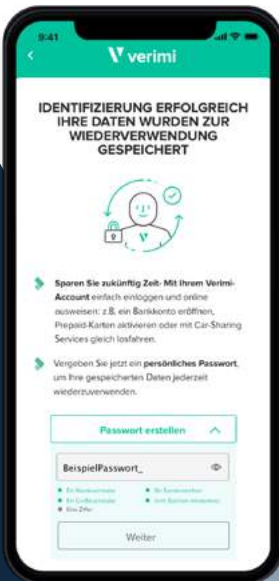 9:41
verimi
IDENTIFIZIERUNG ERFOLGREICH
IHRE DATEN WURDEN ZUR
WIEDERVERWENDUNG
GESPEICHERT
Sparen Sie zukünftig Zeit- Mit Ihrem Verimi-
Account einfach einloggen und online
ausweisen: z.B. ein Bankkonto eröffnen,
Prepaid-Karten aktivieren oder mit Car-Sharing
Services gleich losfahren.
Vergeben Sie jetzt ein persönliches Passwort,
um Ihre gespeicherten Daten jederzeit
wiederzuverwenden.
Passwort erstellen
BeispielPasswort_
Eine Ziffer
Weiter